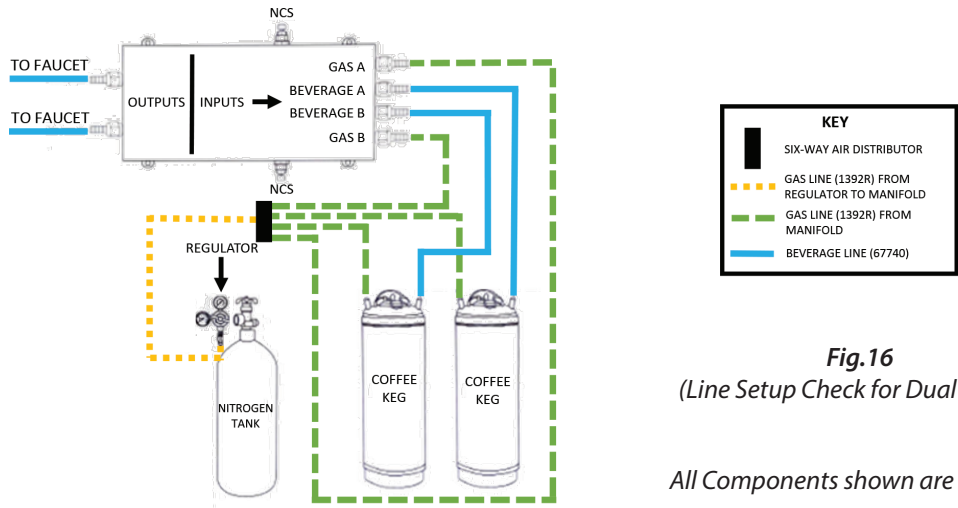 NCS
TO FAUCET
TO FAUCET
OUTPUTS
INPUTS
GAS A
BEVERAGE A
BEVERAGE B
GAS B
NCS
REGULATOR
NITROGEN
TANK
COFFEE
KEG
COFFEE
KEG
KEY
SIX-WAY AIR DISTRIBUTOR
GAS LINE (1392R) FROM
REGULATOR TO MANIFOLD
GAS LINE (1392R) FROM
MANIFOLD
BEVERAGE LINE (67740)
Fig.16
(Line Setup Check for Dual
All Components shown are